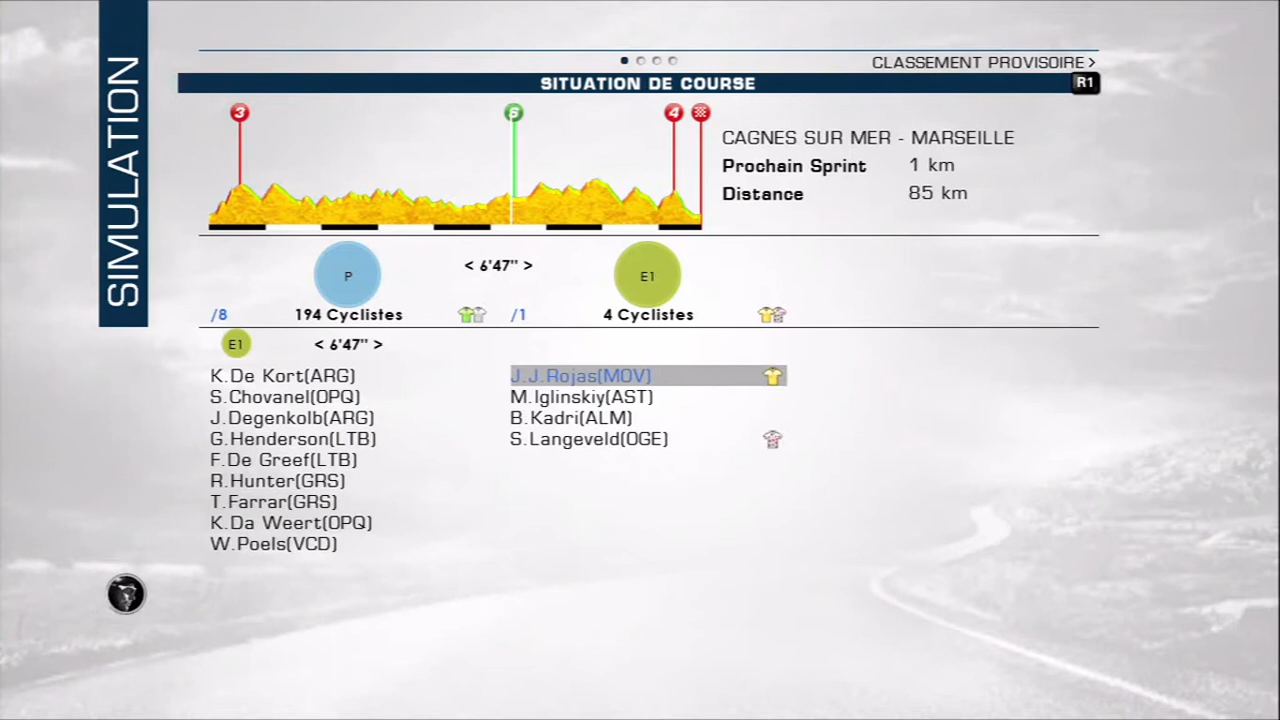 SIMULATION
CLASSEMENT PROVISOIRE >
SITUATION DE COURSE
R1
3
6
4
CAGNES SUR MER - MARSEILLE
Prochain Sprint 1 km
Distance 85 km
P
< 6'47" >
E1
/8 194 Cyclistes
/1 4 Cyclistes
E1 < 6'47" >
K.De Kort(ARG)
S.Chovanel(OPQ)
J.Degenkolb(ARG)
G.Henderson(LTB)
F.De Greef(LTB)
R.Hunter(GRS)
T.Farrar(GRS)
K.Da Weert(OPQ)
W.Poels(VCD)
J.J.Rojas(MOV)
M.Iglinskiy(AST)
B.Kadri(ALM)
S.Langeveld(OGE)